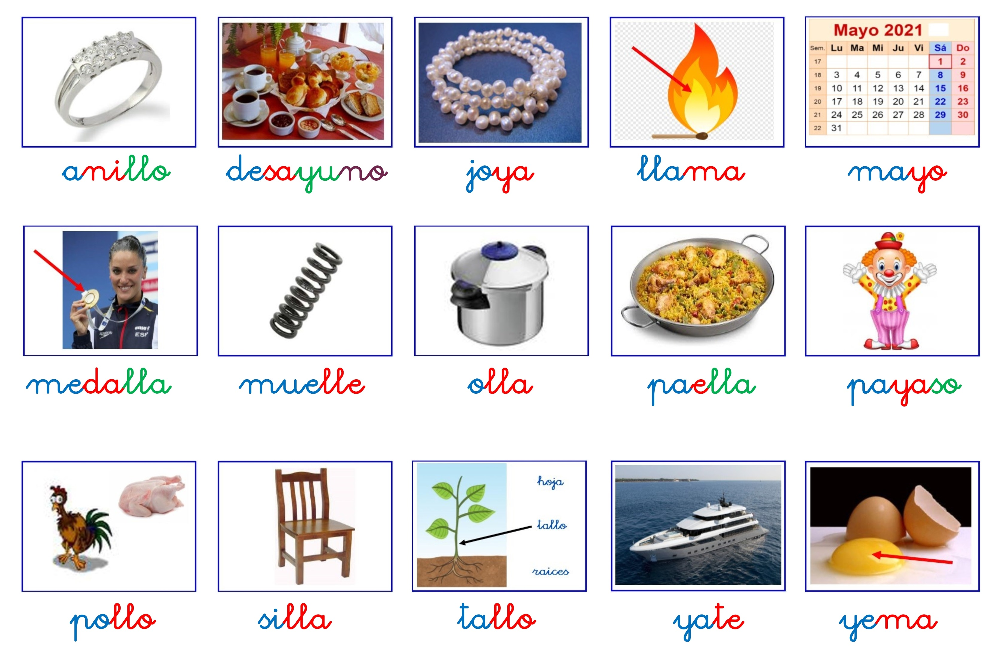 Mayo 2021
Sem. Lu Ma Mi Ju Vi Sá Do
17 1 2
18 3 4 5 6 7 8 9
19 10 11 12 13 14 15 16
20 17 18 19 20 21 22 23
21 24 25 26 27 28 29 30
22 31
anillo desayuno joya llama mayo
speedo
ESP
medalla muelle olla paella payaso
hoja
tallo
raices
pollo silla tallo yate yema